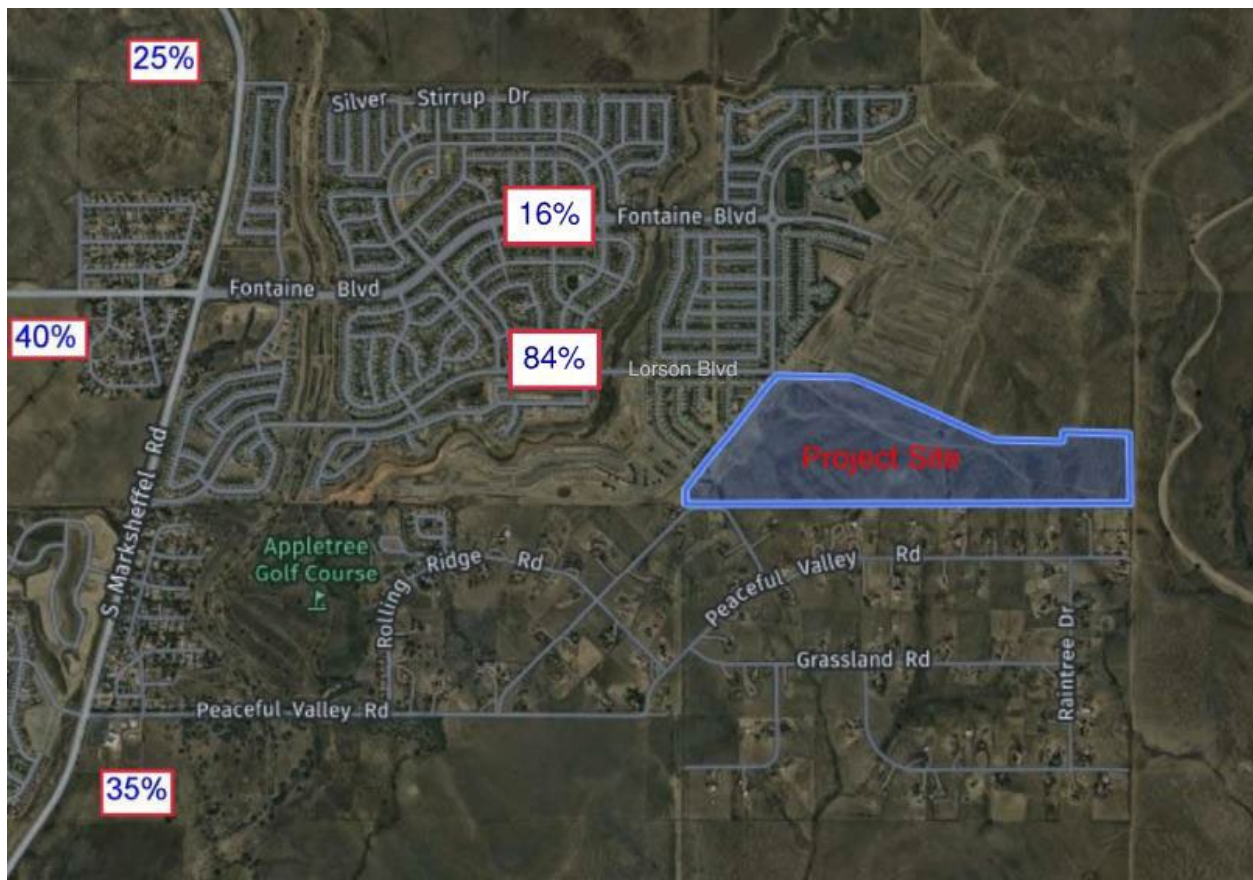 25%
Silver Stirrup Dr
16%
Fontaine Blvd
Fontaine Blvd
40%
84%
Lorson Blvd
S Marksheffel Rd
Project Site
Appletree
Golf Course
Rolling Ridge Rd
Peaceful Valley Rd
Grassland Rd
Raintree Dr
Peaceful Valley Rd
35%